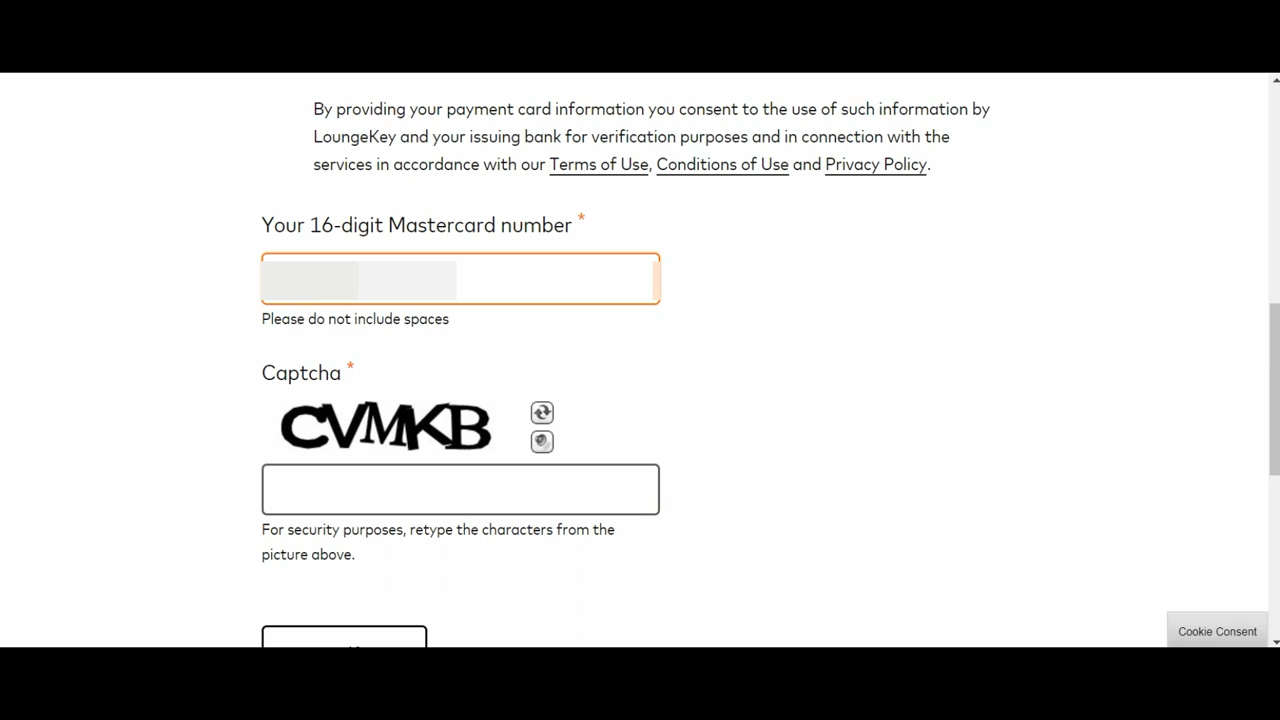 By providing your payment card information you consent to the use of such information by
LoungeKey and your issuing bank for verification purposes and in connection with the
services in accordance with our Terms of Use, Conditions of Use and Privacy Policy.
Your 16-digit Mastercard number *
Please do not include spaces
Captcha *
CVMKB
For security purposes, retype the characters from the
picture above.
Cookie Consent